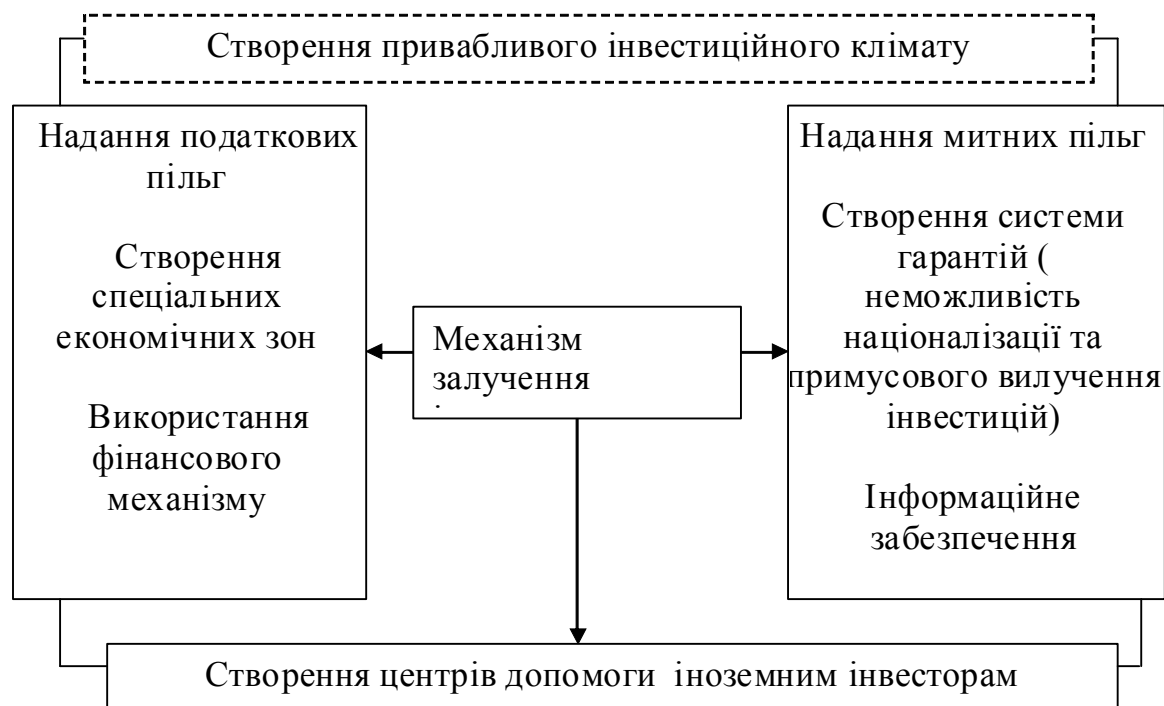 Створення привабливого інвестиційного клімату
Надання податкових
пільг
Створення
спеціальних
економічних зон
Використання
фінансового
механізму
Механізм
залучення
Надання митних пільг
Створення системи
гарантій (
неможливість
націоналізації та
примусового вилучення
інвестицій)
Інформаційне
забезпечення
Створення центрів допомоги іноземним інвесторам